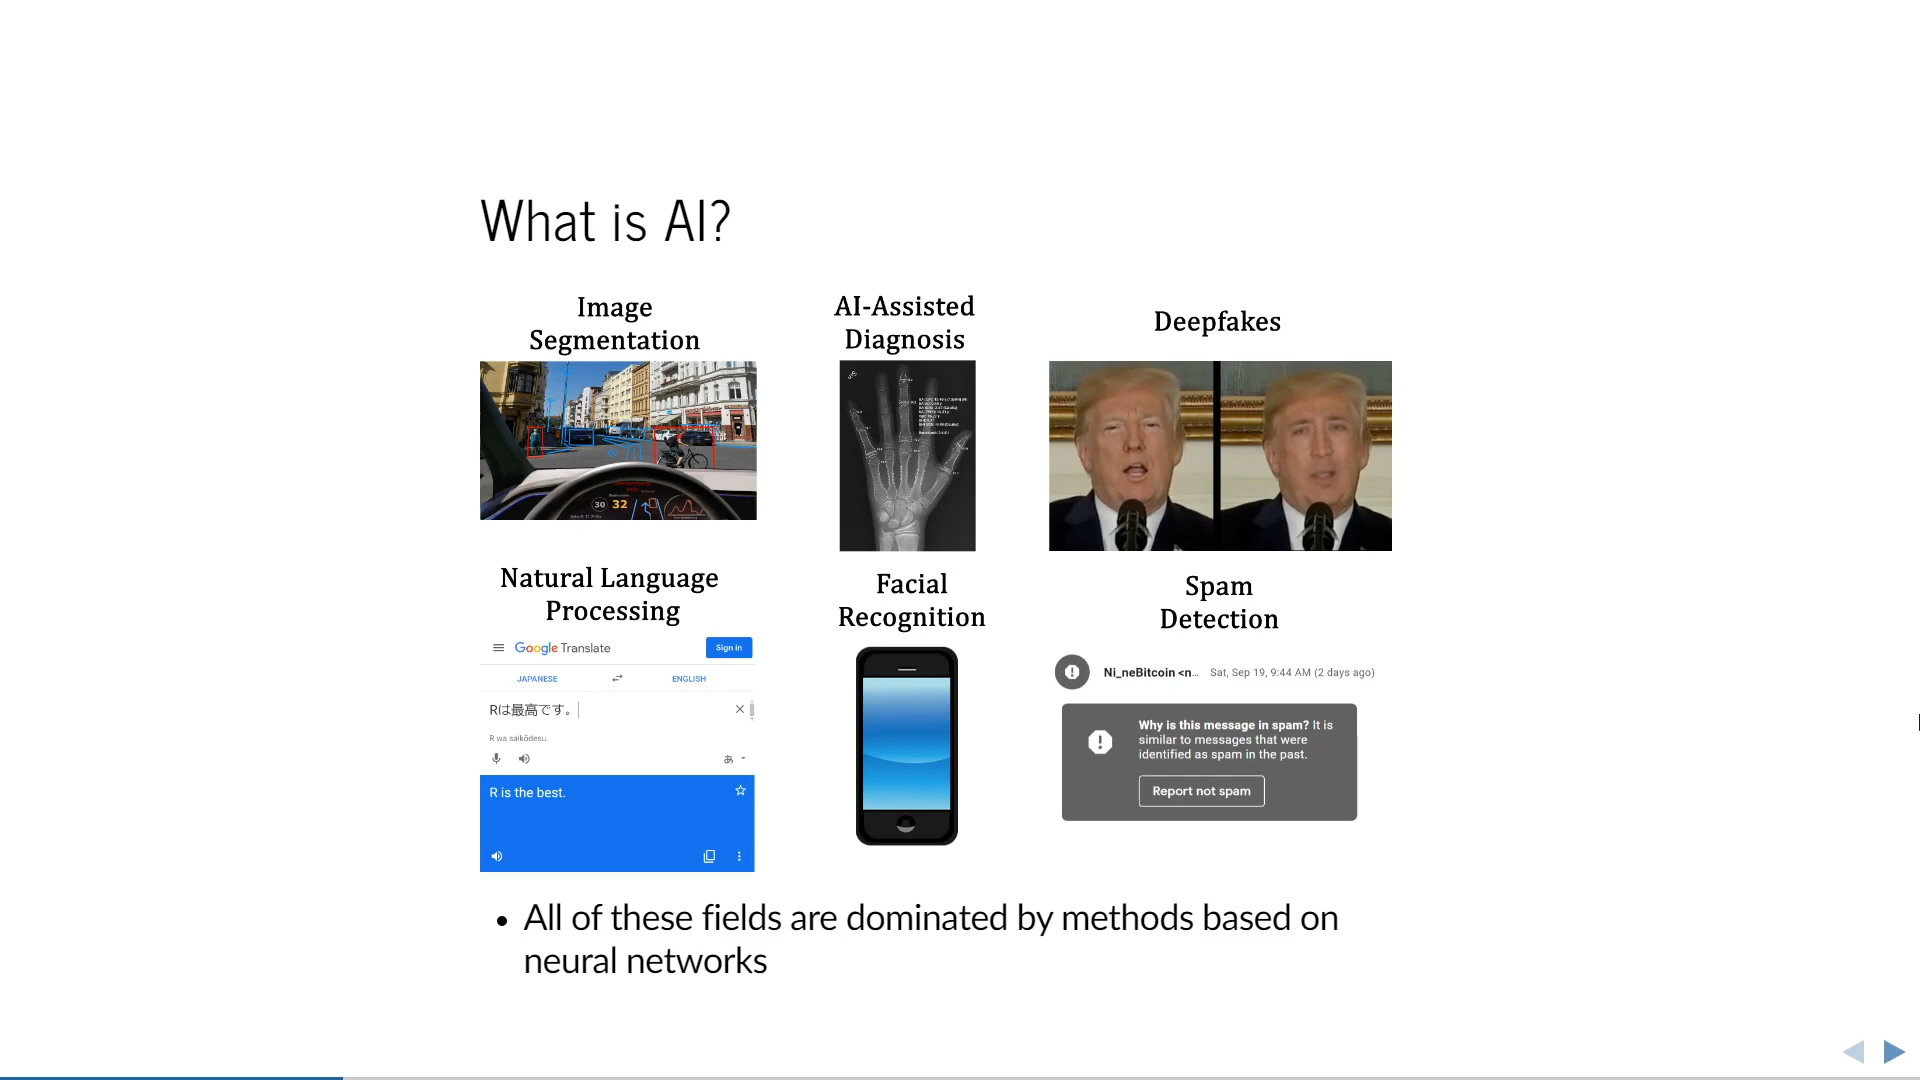 What is AI?
Image
Segmentation
AI-Assisted
Diagnosis
Deepfakes
30 32
Natural Language
Processing
Facial
Recognition
Spam
Detection
Google Translate
Sign in
JAPANESE
ENGLISH
Rは最高です。
R wa saikōdesu.
あ
R is the best.
Ni_neBitcoin <n... Sat, Sep 19, 9:44 AM (2 days ago)
Why is this message in spam? It is
similar to messages that were
identified as spam in the past.
Report not spam
• All of these fields are dominated by methods based on
neural networks